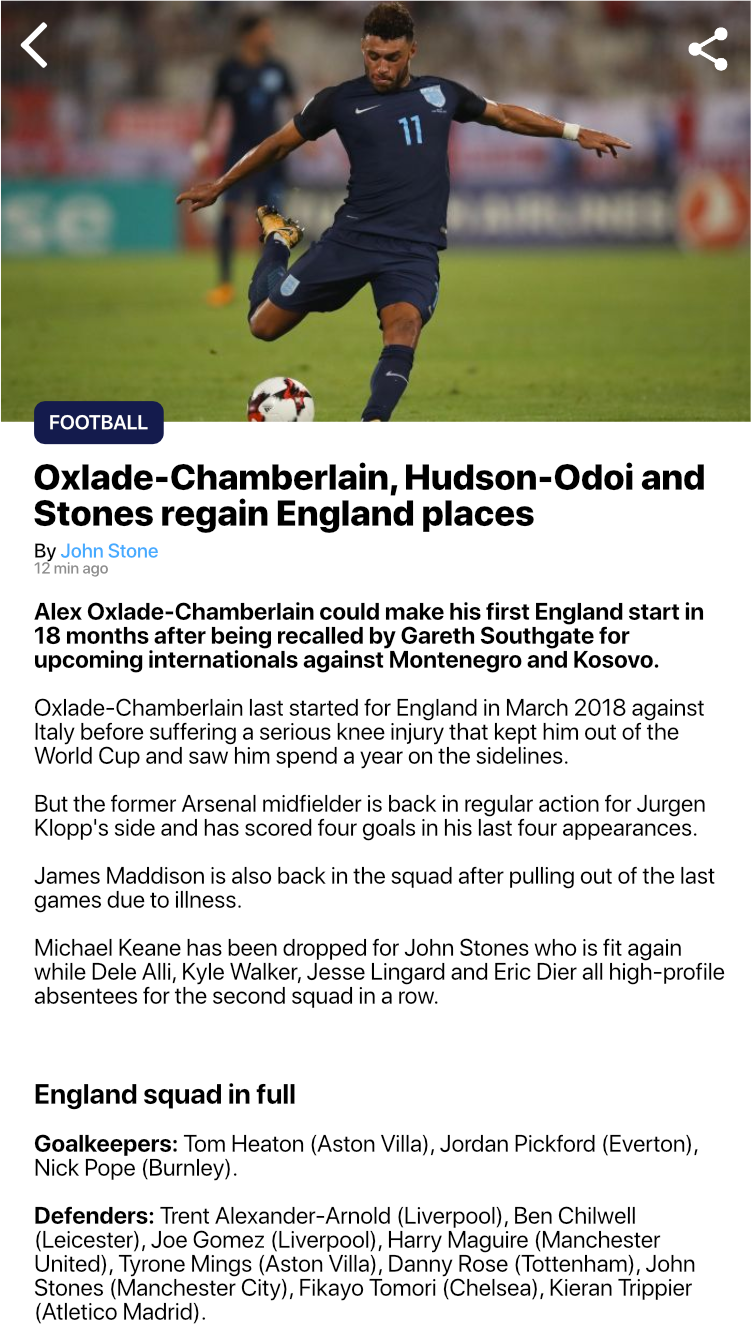 11
se
AIRLINES
FOOTBALL
Oxlade-Chamberlain, Hudson-Odoi and
Stones regain England places
By John Stone
12 min ago
Alex Oxlade-Chamberlain could make his first England start in
18 months after being recalled by Gareth Southgate for
upcoming internationals against Montenegro and Kosovo.
Oxlade-Chamberlain last started for England in March 2018 against
Italy before suffering a serious knee injury that kept him out of the
World Cup and saw him spend a year on the sidelines.
But the former Arsenal midfielder is back in regular action for Jurgen
Klopp's side and has scored four goals in his last four appearances.
James Maddison is also back in the squad after pulling out of the last
games due to illness.
Michael Keane has been dropped for John Stones who is fit again
while Dele Alli, Kyle Walker, Jesse Lingard and Eric Dier all high-profile
absentees for the second squad in a row.
England squad in full
Goalkeepers: Tom Heaton (Aston Villa), Jordan Pickford (Everton),
Nick Pope (Burnley).
Defenders: Trent Alexander-Arnold (Liverpool), Ben Chilwell
(Leicester), Joe Gomez (Liverpool), Harry Maguire (Manchester
United), Tyrone Mings (Aston Villa), Danny Rose (Tottenham), John
Stones (Manchester City), Fikayo Tomori (Chelsea), Kieran Trippier
(Atletico Madrid).